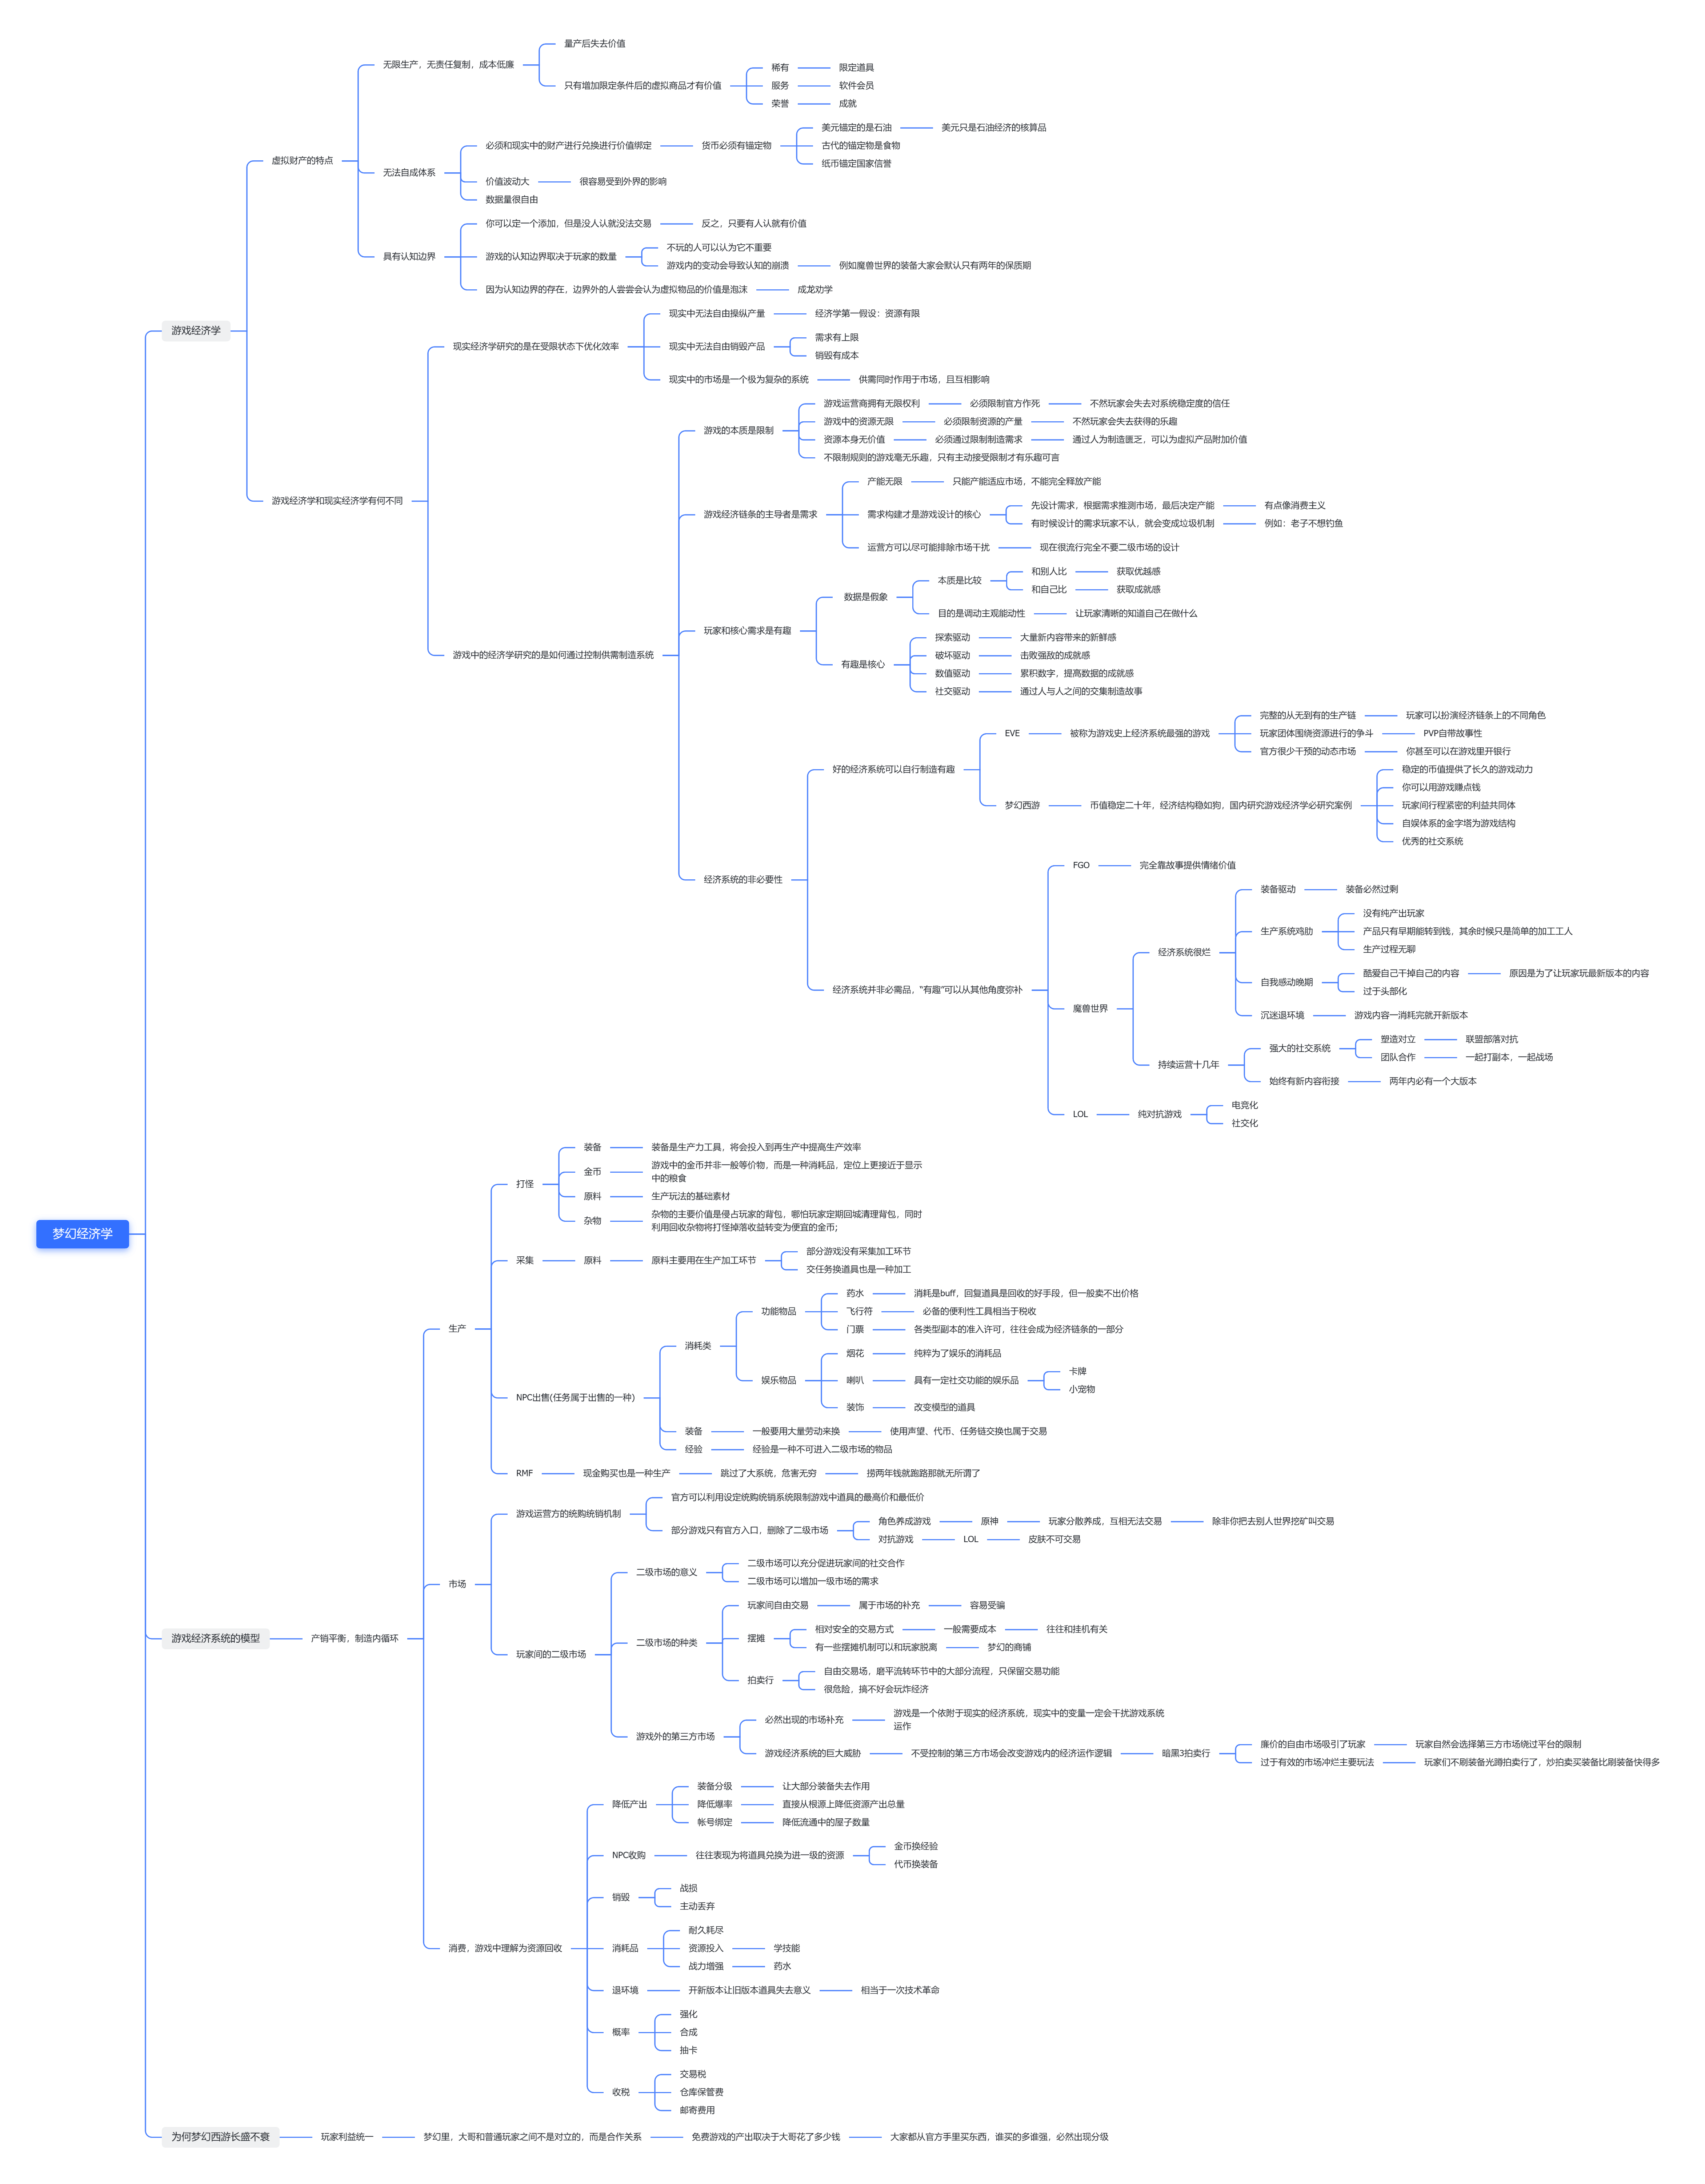 梦幻经济学
游戏经济学
虚拟财产的特点
无限生产，无责任复制，成本低廉
量产后失去价值
只有增加限定条件后的虚拟商品才有价值
稀有
限定道具
服务
软件会员
荣誉
成就
无法自成体系
必须和现实中的财产进行兑换进行价值绑定
货币必须有锚定物
美元锚定的是石油
美元只是石油经济的核算品
古代的锚定物是食物
纸币锚定国家信誉
价值波动大
很容易受到外界的影响
数据量很自由
具有认知边界
你可以定一个添加，但是没人认就没法交易
反之，只要有人认就有价值
游戏的认知边界取决于玩家的数量
不玩的人可以认为它不重要
游戏内的变动会导致认知的崩溃
例如魔兽世界的装备大家会默认只有两年的保质期
因为认知边界的存在，边界外的人尝尝会认为虚拟物品的价值是泡沫
成龙劝学
游戏经济学和现实经济学有何不同
现实经济学研究的是在受限状态下优化效率
现实中无法自由操纵产量
经济学第一假设：资源有限
现实中无法自由销毁产品
需求有上限
销毁有成本
现实中的市场是一个极为复杂的系统
供需同时作用于市场，且互相影响
游戏中的经济学研究的是如何通过控制供需制造系统
游戏的本质是限制
游戏运营商拥有无限权利
必须限制官方作死
不然玩家会失去对系统稳定度的信任
游戏中的资源无限
必须限制资源的产量
不然玩家会失去获得的乐趣
资源本身无价值
必须通过限制制造需求
通过人为制造匮乏，可以为虚拟产品附加价值
不限制规则的游戏毫无乐趣，只有主动接受限制才有乐趣可言
游戏经济链条的主导者是需求
产能无限
只能产能适应市场，不能完全释放产能
需求构建才是游戏设计的核心
先设计需求，根据需求推测市场，最后决定产能
有点像消费主义
有时候设计的需求玩家不认，就会变成垃圾机制
例如：老子不想钓鱼
运营方可以尽可能排除市场干扰
现在很流行完全不要二级市场的设计
玩家和核心需求是有趣
数据是假象
本质是比较
和别人比
获取优越感
和自己比
获取成就感
目的是调动主观能动性
让玩家清晰的知道自己在做什么
有趣是核心
探索驱动
大量新内容带来的新鲜感
破坏驱动
击败强敌的成就感
数值驱动
累积数字，提高数据的成就感
社交驱动
通过人与人之间的交集制造故事
经济系统的非必要性
好的经济系统可以自行制造有趣
EVE
被称为游戏史上经济系统最强的游戏
完整的从无到有的生产链
玩家可以扮演经济链条上的不同角色
玩家团体围绕资源进行的争斗
PVP自带故事性
官方很少干预的动态市场
你甚至可以在游戏里开银行
梦幻西游
币值稳定二十年，经济结构稳如狗，国内研究游戏经济学必研究案例
稳定的币值提供了长久的游戏动力
你可以用游戏赚点钱
玩家间行程紧密的利益共同体
自娱体系的金字塔为游戏结构
优秀的社交系统
经济系统并非必需品，“有趣”可以从其他角度弥补
FGO
完全靠故事提供情绪价值
魔兽世界
经济系统很烂
装备驱动
装备必然过剩
生产系统鸡肋
没有纯产出玩家
产品只有早期能转到钱，其余时候只是简单的加工工人
生产过程无聊
自我感动晚期
酷爱自己干掉自己的内容
原因是为了让玩家玩最新版本的内容
过于头部化
沉迷退环境
游戏内容一消耗完就开新版本
持续运营十几年
强大的社交系统
塑造对立
联盟部落对抗
团队合作
一起打副本，一起战场
始终有新内容衔接
两年内必有一个大版本
LOL
纯对抗游戏
电竞化
社交化
游戏经济系统的模型
产销平衡，制造内循环
生产
打怪
装备
装备是生产力工具，将会投入到再生产中提高生产效率
金币
游戏中的金币并非一般等价物，而是一种消耗品，定位上更接近于显示
中的粮食
原料
生产玩法的基础素材
杂物
杂物的主要价值是侵占玩家的背包，哪怕玩家定期回城清理背包，同时
利用回收杂物将打怪掉落收益转变为便宜的金币；
采集
原料
原料主要用在生产加工环节
部分游戏没有采集加工环节
交任务换道具也是一种加工
NPC出售(任务属于出售的一种)
消耗类
功能物品
药水
消耗是buff，回复道具是回收的好手段，但一般卖不出价格
飞行符
必备的便利性工具相当于税收
门票
各类型副本的准入许可，往往会成为经济链条的一部分
娱乐物品
烟花
纯粹为了娱乐的消耗品
喇叭
具有一定社交功能的娱乐品
卡牌
小宠物
装饰
改变模型的道具
装备
一般要用大量劳动来换
使用声望、代币、任务链交换也属于交易
经验
经验是一种不可进入二级市场的物品
RMF
现金购买也是一种生产
跳过了大系统，危害无穷
捞两年钱就跑路那就无所谓了
市场
游戏运营方的统购统销机制
官方可以利用设定统购统销系统限制游戏中道具的最高价和最低价
部分游戏只有官方入口，删除了二级市场
角色养成游戏
原神
玩家分散养成，互相无法交易
除非你把去别人世界挖矿叫交易
对抗游戏
LOL
皮肤不可交易
玩家间的二级市场
二级市场的意义
二级市场可以充分促进玩家间的社交合作
二级市场可以增加一级市场的需求
二级市场的种类
玩家间自由交易
属于市场的补充
容易受骗
摆摊
相对安全的交易方式
一般需要成本
往往和挂机有关
有一些摆摊机制可以和玩家脱离
梦幻的商铺
拍卖行
自由交易场，磨平流转环节中的大部分流程，只保留交易功能
很危险，搞不好会玩炸经济
游戏外的第三方市场
必然出现的市场补充
游戏是一个依附于现实的经济系统，现实中的变量一定会干扰游戏系统
运作
游戏经济系统的巨大威胁
不受控制的第三方市场会改变游戏内的经济运作逻辑
暗黑3拍卖行
廉价的自由市场吸引了玩家
玩家自然会选择第三方市场绕过平台的限制
过于有效的市场冲烂主要玩法
玩家们不刷装备光蹲拍卖行了，炒拍卖买装备比刷装备快得多
消费，游戏中理解为资源回收
降低产出
装备分级
让大部分装备失去作用
降低爆率
直接从根源上降低资源产出总量
帐号绑定
降低流通中的屋子数量
NPC收购
往往表现为将道具兑换为进一级的资源
金币换经验
代币换装备
销毁
战损
主动丢弃
消耗品
耐久耗尽
资源投入
学技能
战力增强
药水
退环境
开新版本让旧版本道具失去意义
相当于一次技术革命
概率
强化
合成
抽卡
收税
交易税
仓库保管费
邮寄费用
为何梦幻西游长盛不衰
玩家利益统一
梦幻里，大哥和普通玩家之间不是对立的，而是合作关系
免费游戏的产出取决于大哥花了多少钱
大家都从官方手里买东西，谁买的多谁强，必然出现分级